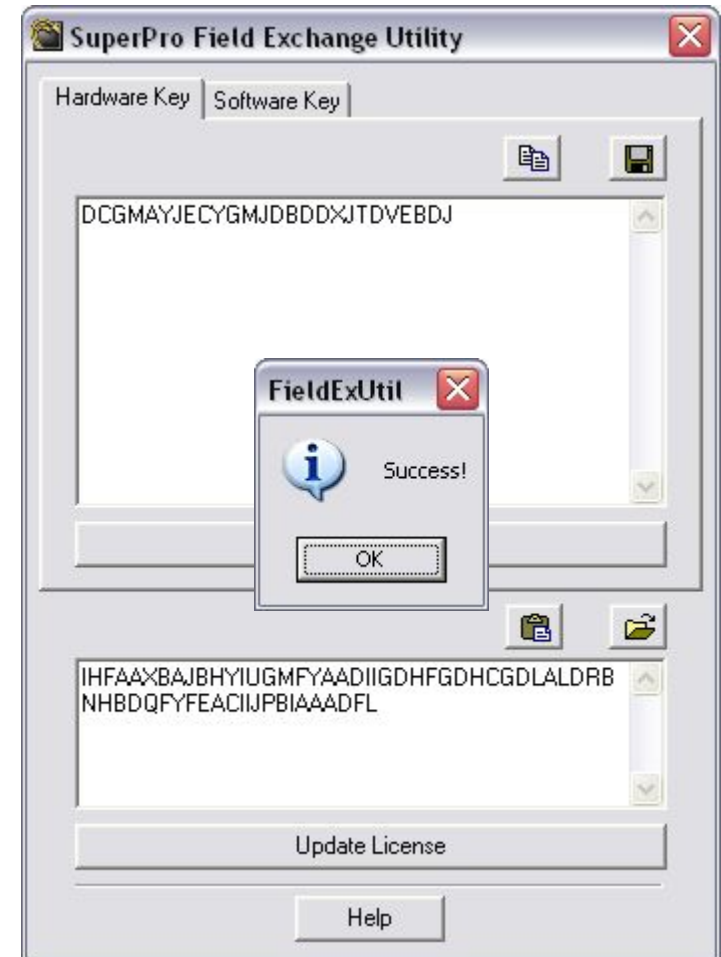 SuperPro Field Exchange Utility
Hardware Key
Software Key
DCGMAYJECYGMJDBDDXJTDVEBDJ
FieldExUtil
Success!
OK
IHFAAXBAJBHYIUGMFYAADIIGDHFGDHCGDLALDRB
NHBDQFYFEACIIJPBIAAADFL
Update License
Help